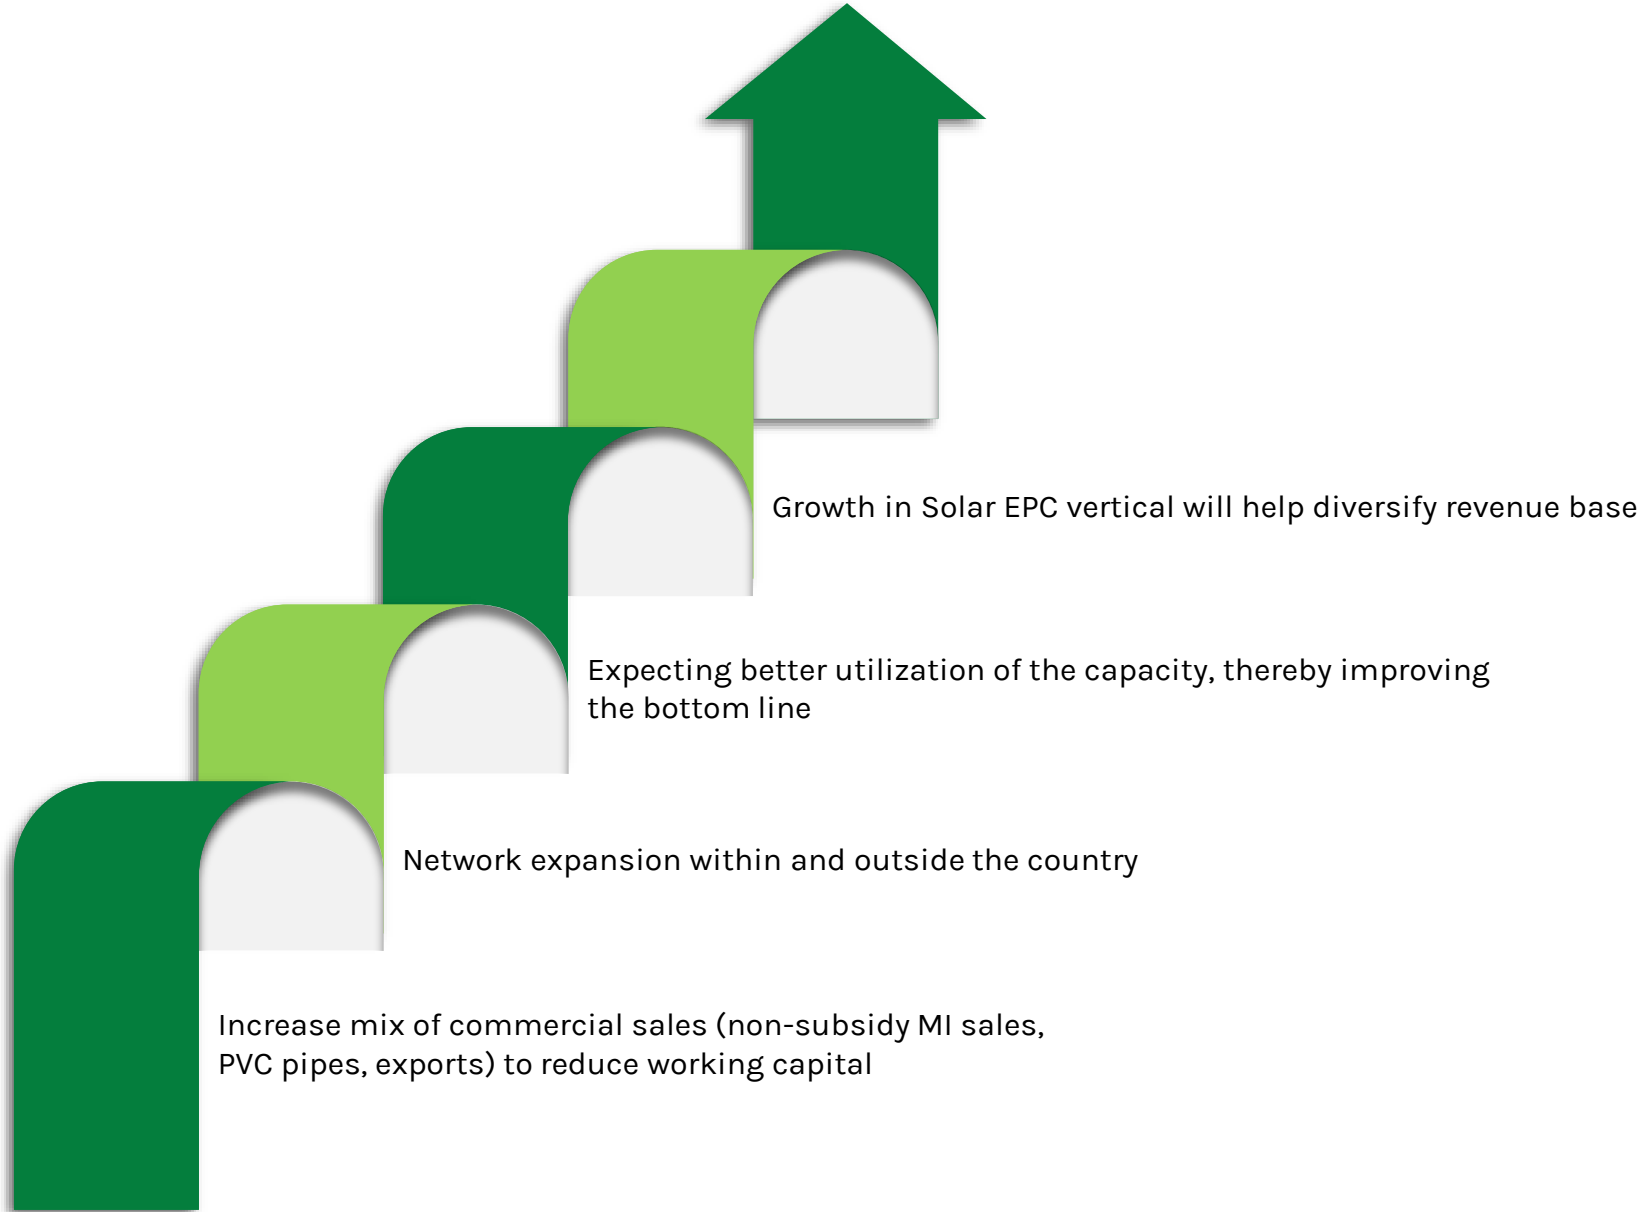 Growth in Solar EPC vertical will help diversify revenue base
Expecting better utilization of the capacity, thereby improving
the bottom line
Network expansion within and outside the country
Increase mix of commercial sales (non-subsidy MI sales,
PVC pipes, exports) to reduce working capital